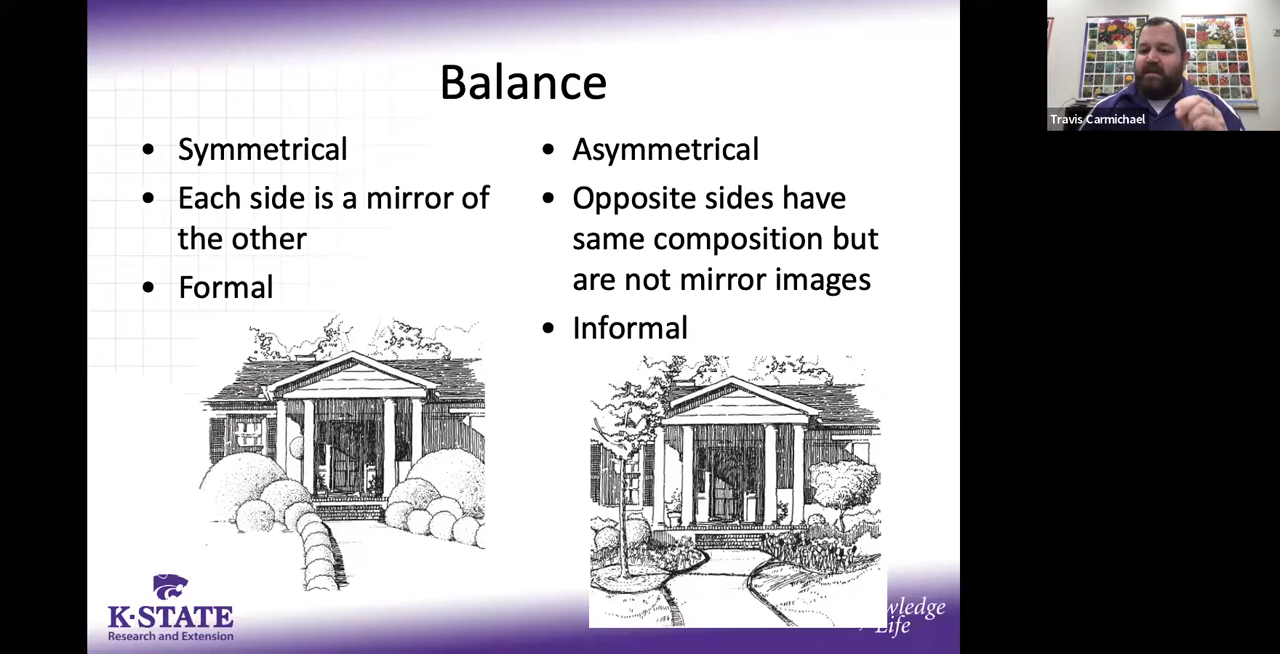 Balance
• Symmetrical
• Each side is a mirror of
the other
• Formal
• Asymmetrical
• Opposite sides have
same composition but
are not mirror images
• Informal
K-STATE
Research and Extension
Life
Travis Carmichael